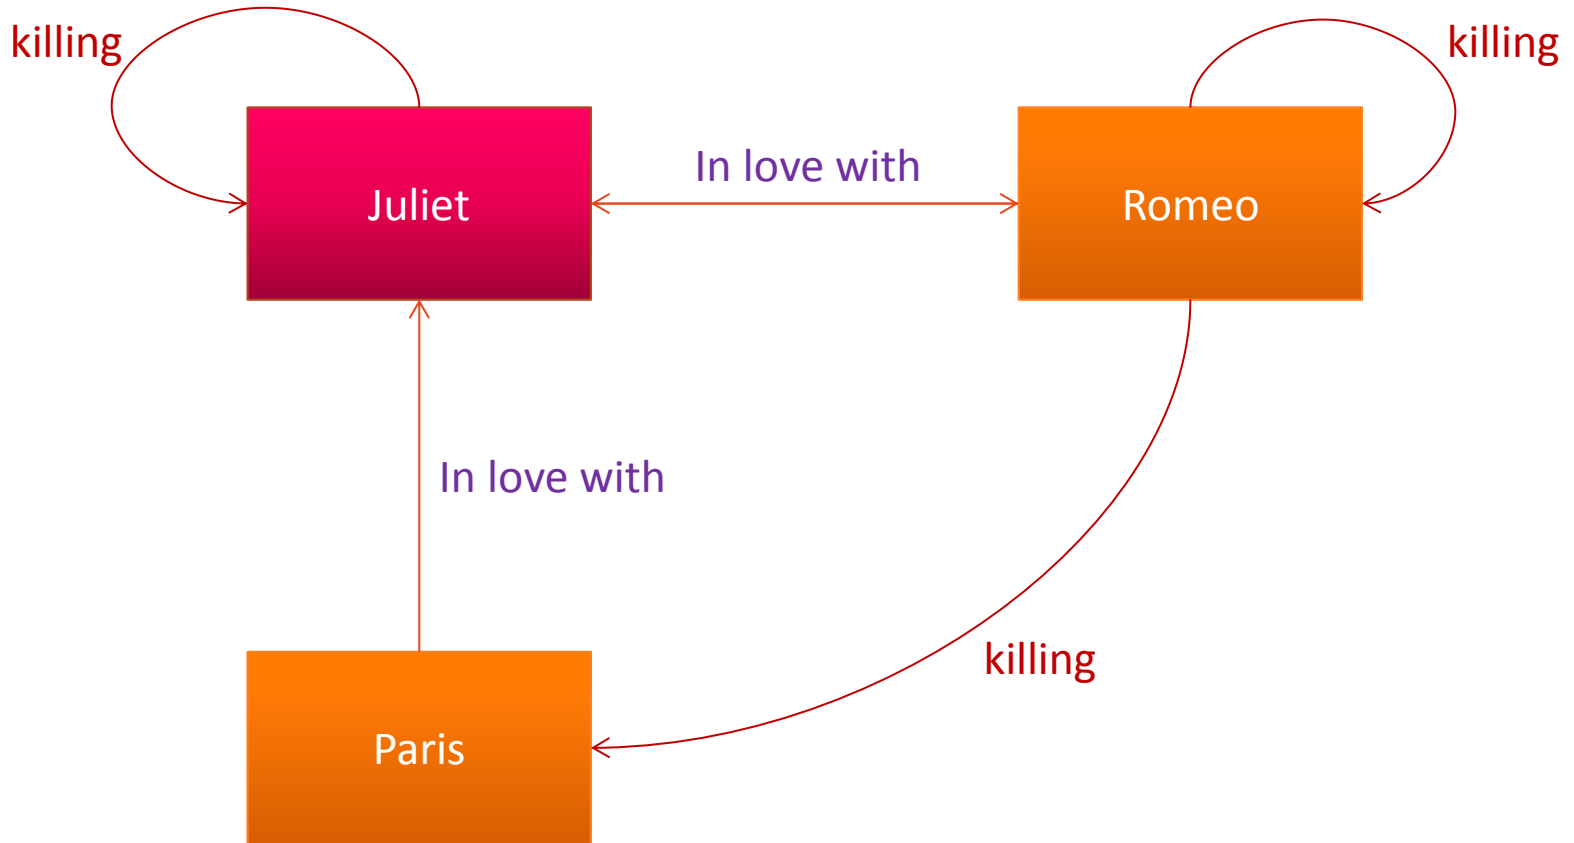 killing
killing
In love with
Juliet
Romeo
In love with
killing
Paris